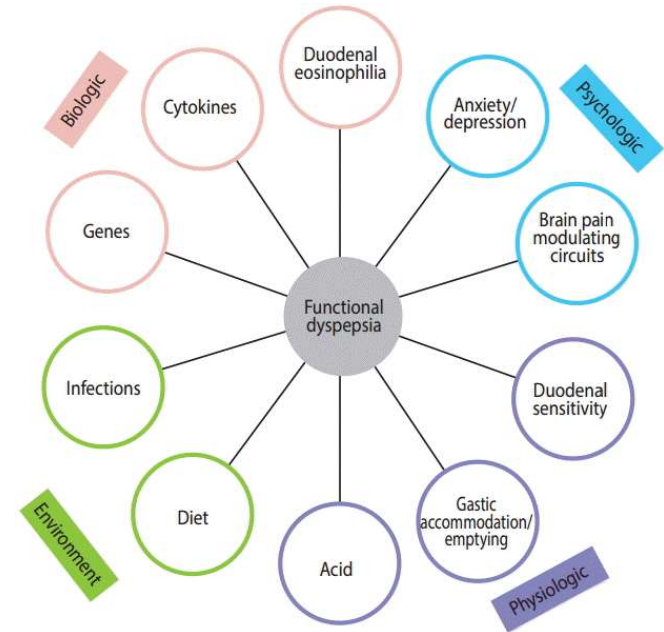 Duodenal
eosinophilia
Biologic
Cytokines
Anxiety/
depression
Psychologic
Genes
Brain pain
modulating
circuits
Functional
dyspepsia
Infections
Duodenal
sensitivity
Environment
Diet
Acid
Gastic
accommodation/
emptying
Physiologic